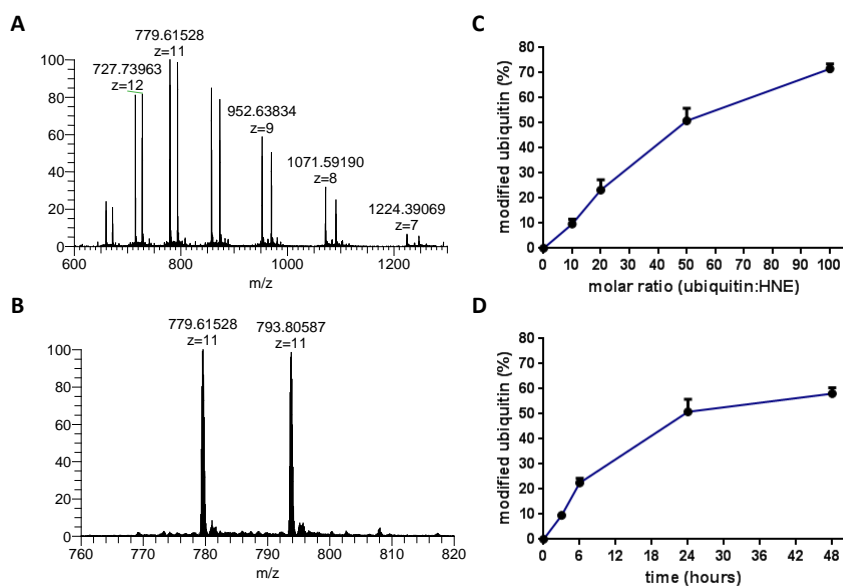 A
779.61528
z=11
727.73963
z=12
952.63834
z=9
1071.59190
z=8
1224.39069
z=7
100
80
60
40
20
0
600 800 1000 1200
m/z
B
779.61528 793.80587
z=11 z=11
100
80
60
40
20
0
760 770 780 790 800 810 820
m/z
C
modified ubiquitin (%)
80
70
60
50
40
30
20
10
0
0 10 20 30 40 50 60 70 80 90 100
molar ratio (ubiquitin:HNE)
D
modified ubiquitin (%)
80
70
60
50
40
30
20
10
0
0 6 12 18 24 30 36 42 48
time (hours)